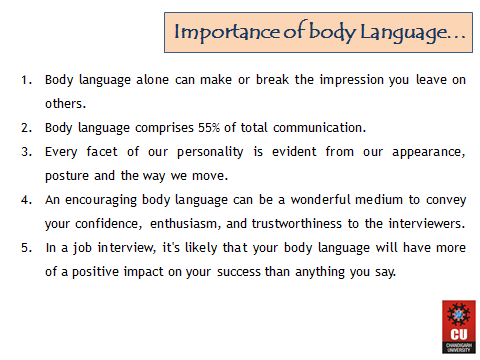 Importance of body Language...
1. Body language alone can make or break the impression you leave on
others.
2. Body language comprises 55% of total communication.
3. Every facet of our personality is evident from our appearance,
posture and the way we move.
4. An encouraging body language can be a wonderful medium to convey
your confidence, enthusiasm, and trustworthiness to the interviewers.
5. In a job interview, it's likely that your body language will have more
of a positive impact on your success than anything you say.
CU
CHANDIGARH
UNIVERSITY